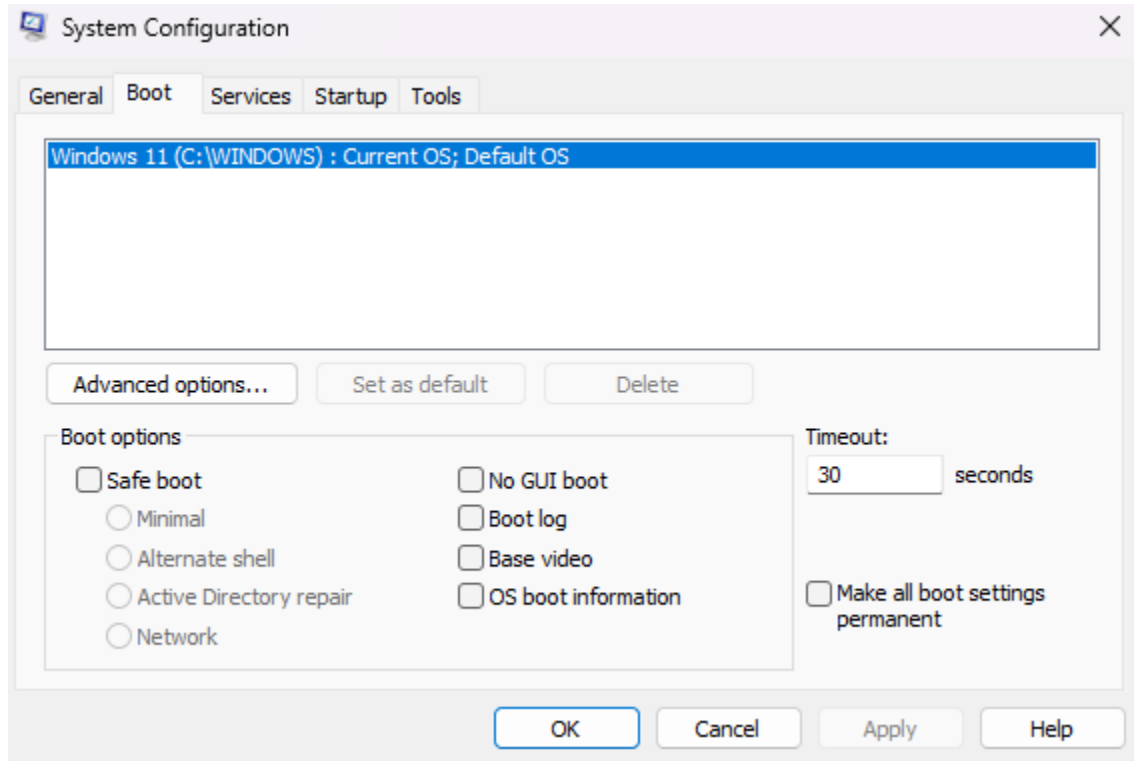 System Configuration
General Boot Services Startup Tools
Windows 11 (C:\WINDOWS) : Current OS; Default OS
Advanced options... Set as default Delete
Boot options
Timeout:
Safe boot
No GUI boot
30 seconds
Minimal
Boot log
Alternate shell
Base video
Active Directory repair
OS boot information
Make all boot settings
permanent
Network
OK Cancel Apply Help